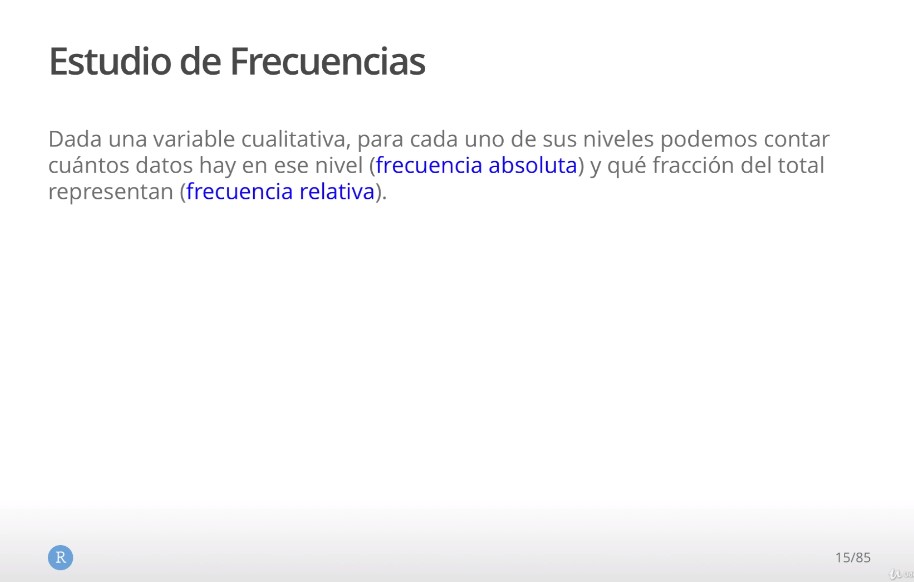 Estudio de Frecuencias
Dada una variable cualitativa, para cada uno de sus niveles podemos contar
cuántos datos hay en ese nivel (frecuencia absoluta) y qué fracción del total
representan (frecuencia relativa).
R
15/85